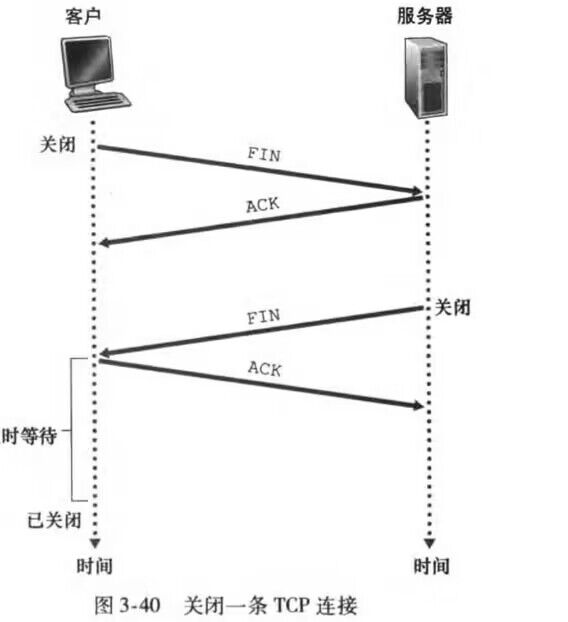 客户
服务器
关闭
FIN
ACK
关闭
FIN
ACK
时等待
已关闭
时间
时间
图 3-40 关闭一条 TCP 连接